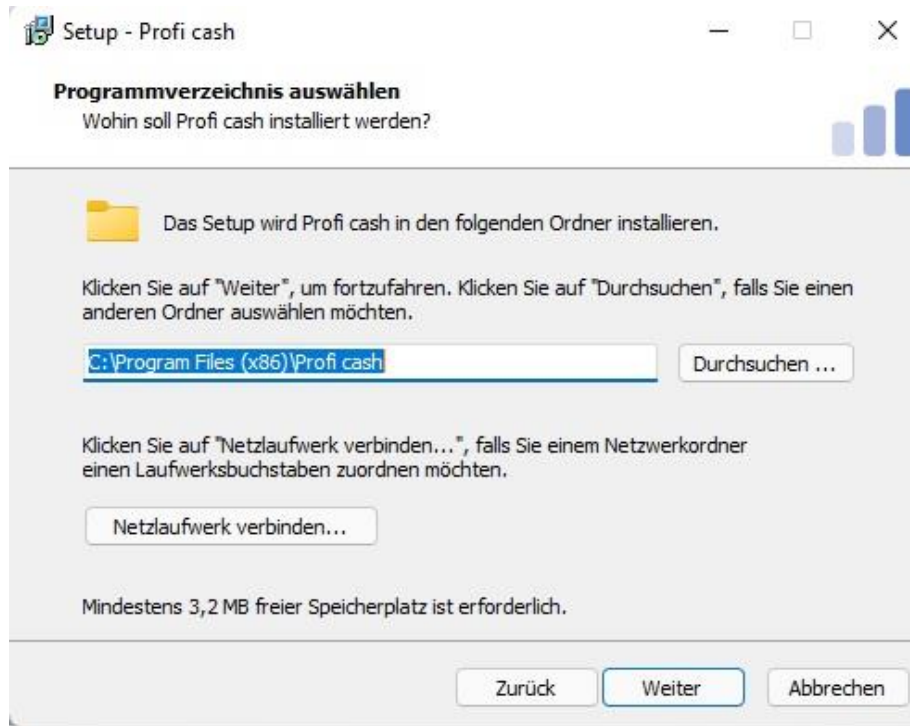 Setup - Profi cash
Programmverzeichnis auswählen
Wohin soll Profi cash installiert werden?
Das Setup wird Profi cash in den folgenden Ordner installieren.
Klicken Sie auf "Weiter", um fortzufahren. Klicken Sie auf "Durchsuchen", falls Sie einen
anderen Ordner auswählen möchten.
C:\Program Files (x86)\Profi cash
Durchsuchen ...
Klicken Sie auf "Netzlaufwerk verbinden...", falls Sie einem Netzwerkordner
einen Laufwerksbuchstaben zuordnen möchten.
Netzlaufwerk verbinden...
Mindestens 3,2 MB freier Speicherplatz ist erforderlich.
Zurück
Weiter
Abbrechen